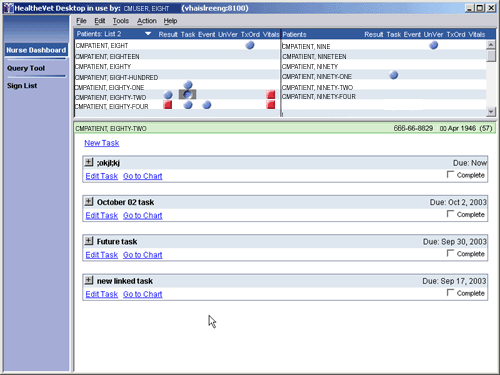 HealtheVet Desktop in use by: CMUSER, EIGHT (vhaislreeng:8100)
File Edit Tools Action Help
Nurse Dashboard
Query Tool
Sign List
Patients: List 2 Result Task Event UnVer TxOrd Vitals
CMPATIENT, EIGHT
CMPATIENT, EIGHTEEN
CMPATIENT, EIGHTY
CMPATIENT, EIGHT-HUNDRED
CMPATIENT, EIGHTY-ONE
CMPATIENT, EIGHTY-TWO
CMPATIENT, EIGHTY-FOUR
Patients Result Task Event UnVer TxOrd Vitals
CMPATIENT, NINE
CMPATIENT, NINETEEN
CMPATIENT, NINETY
CMPATIENT, NINETY-ONE
CMPATIENT, NINETY-TWO
CMPATIENT, NINETY-FOUR
CMPATIENT, EIGHTY-TWO 666-66-8829 00 Apr 1946 (57)
New Task
;okjl;kj Due: Now
Edit Task Go to Chart Complete
October 02 task Due: Oct 2, 2003
Edit Task Go to Chart Complete
Future task Due: Sep 30, 2003
Edit Task Go to Chart Complete
new linked task Due: Sep 17, 2003
Edit Task Go to Chart Complete